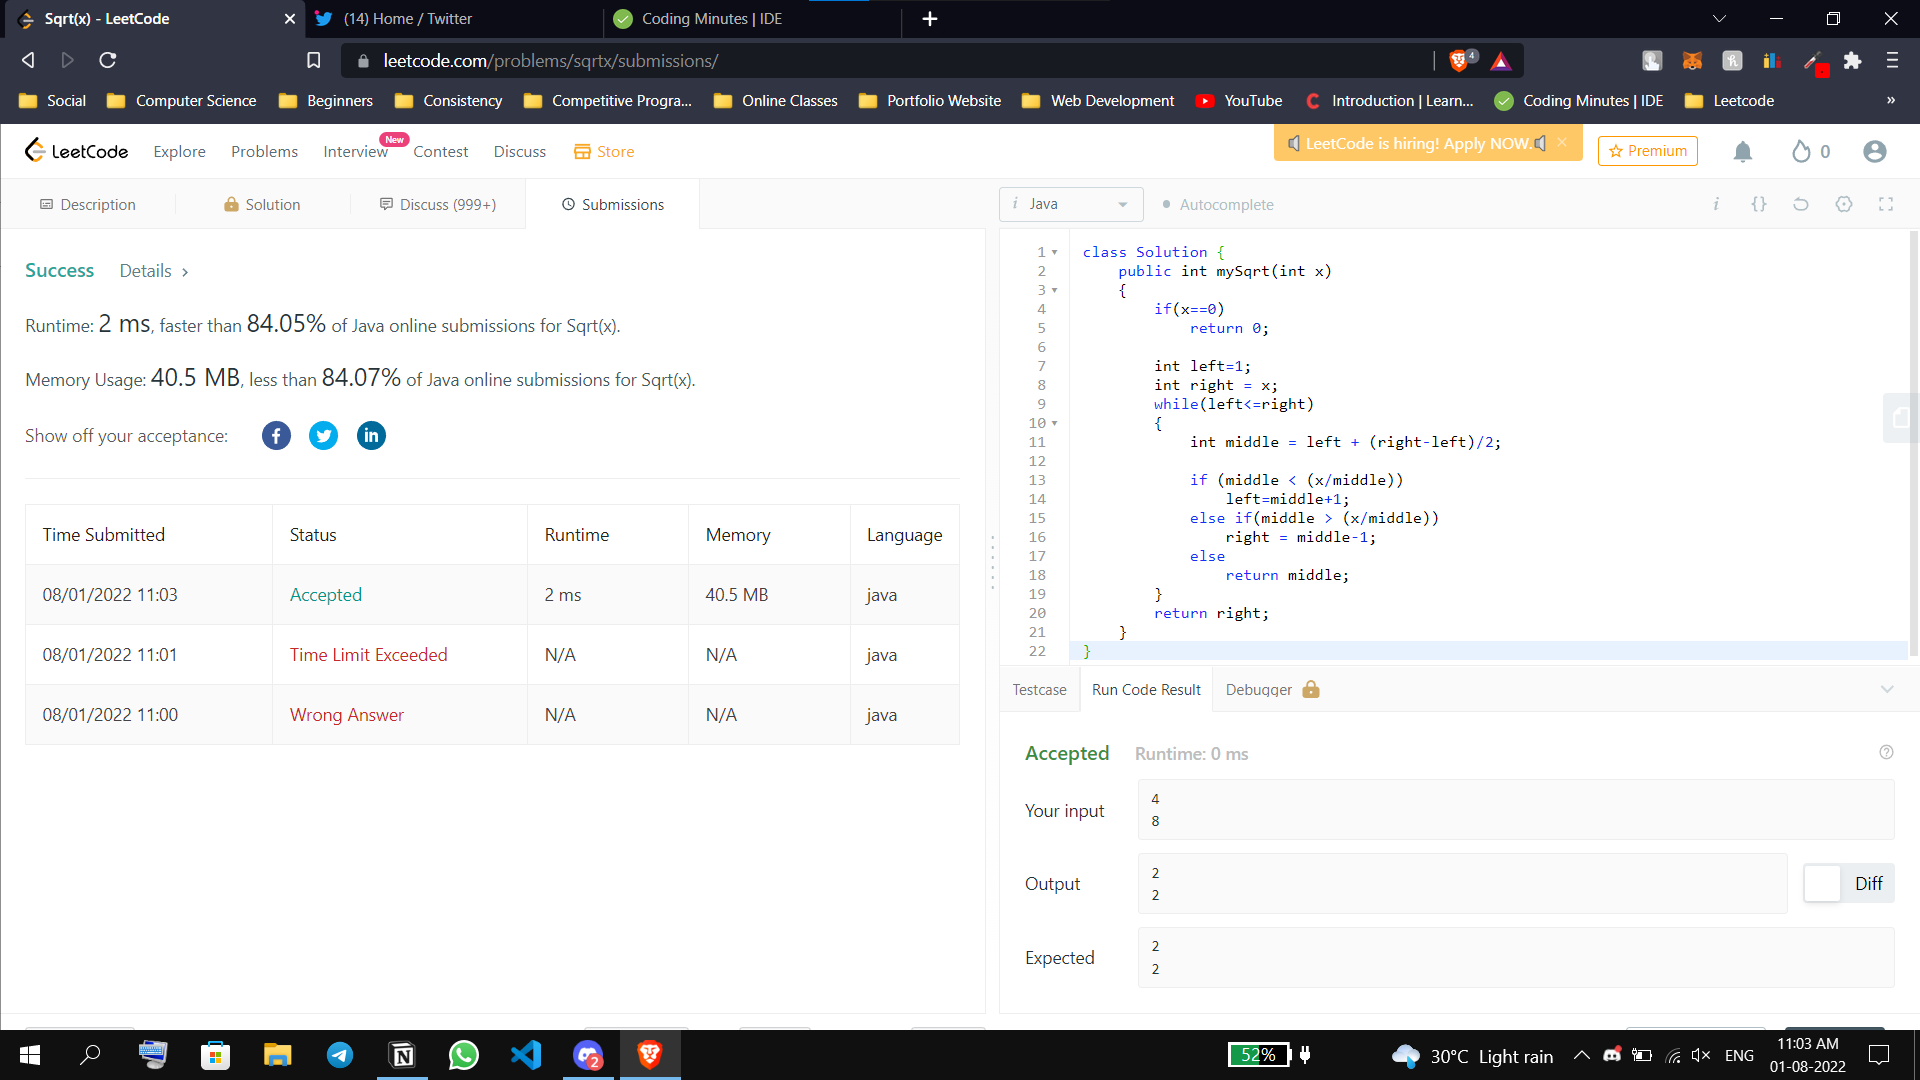 Sqrt(x) - LeetCode
(14) Home / Twitter
Coding Minutes | IDE
leetcode.com/problems/sqrtx/submissions/
4
Social
Computer Science
Beginners
Consistency
Competitive Progra...
Online Classes
Portfolio Website
Web Development
YouTube
Introduction | Learn...
Coding Minutes | IDE
Leetcode
»
LeetCode
Explore
Problems
Interview
New
Contest
Discuss
Store
LeetCode is hiring! Apply NOW.
Premium
0
Description
Solution
Discuss (999+)
Submissions
Success
Details >
Runtime: 2 ms, faster than 84.05% of Java online submissions for Sqrt(x).
Memory Usage: 40.5 MB, less than 84.07% of Java online submissions for Sqrt(x).
Show off your acceptance:
Time Submitted Status Runtime Memory Language
08/01/2022 11:03 Accepted 2 ms 40.5 MB java
08/01/2022 11:01 Time Limit Exceeded N/A N/A java
08/01/2022 11:00 Wrong Answer N/A N/A java
i Java
Autocomplete
i {}
1 class Solution {
2     public int mySqrt(int x)
3     {
4         if(x==0)
5             return 0;
6
7         int left=1;
8         int right = x;
9         while(left<=right)
10         {
11             int middle = left + (right-left)/2;
12
13             if (middle < (x/middle))
14                 left=middle+1;
15             else if(middle > (x/middle))
16                 right = middle-1;
17             else
18                 return middle;
19         }
20         return right;
21     }
22 }
Testcase
Run Code Result
Debugger
Accepted Runtime: 0 ms
Your input
4
8
Output
2
2
Diff
Expected
2
2
2
52%
30°C Light rain
ENG
11:03 AM
01-08-2022